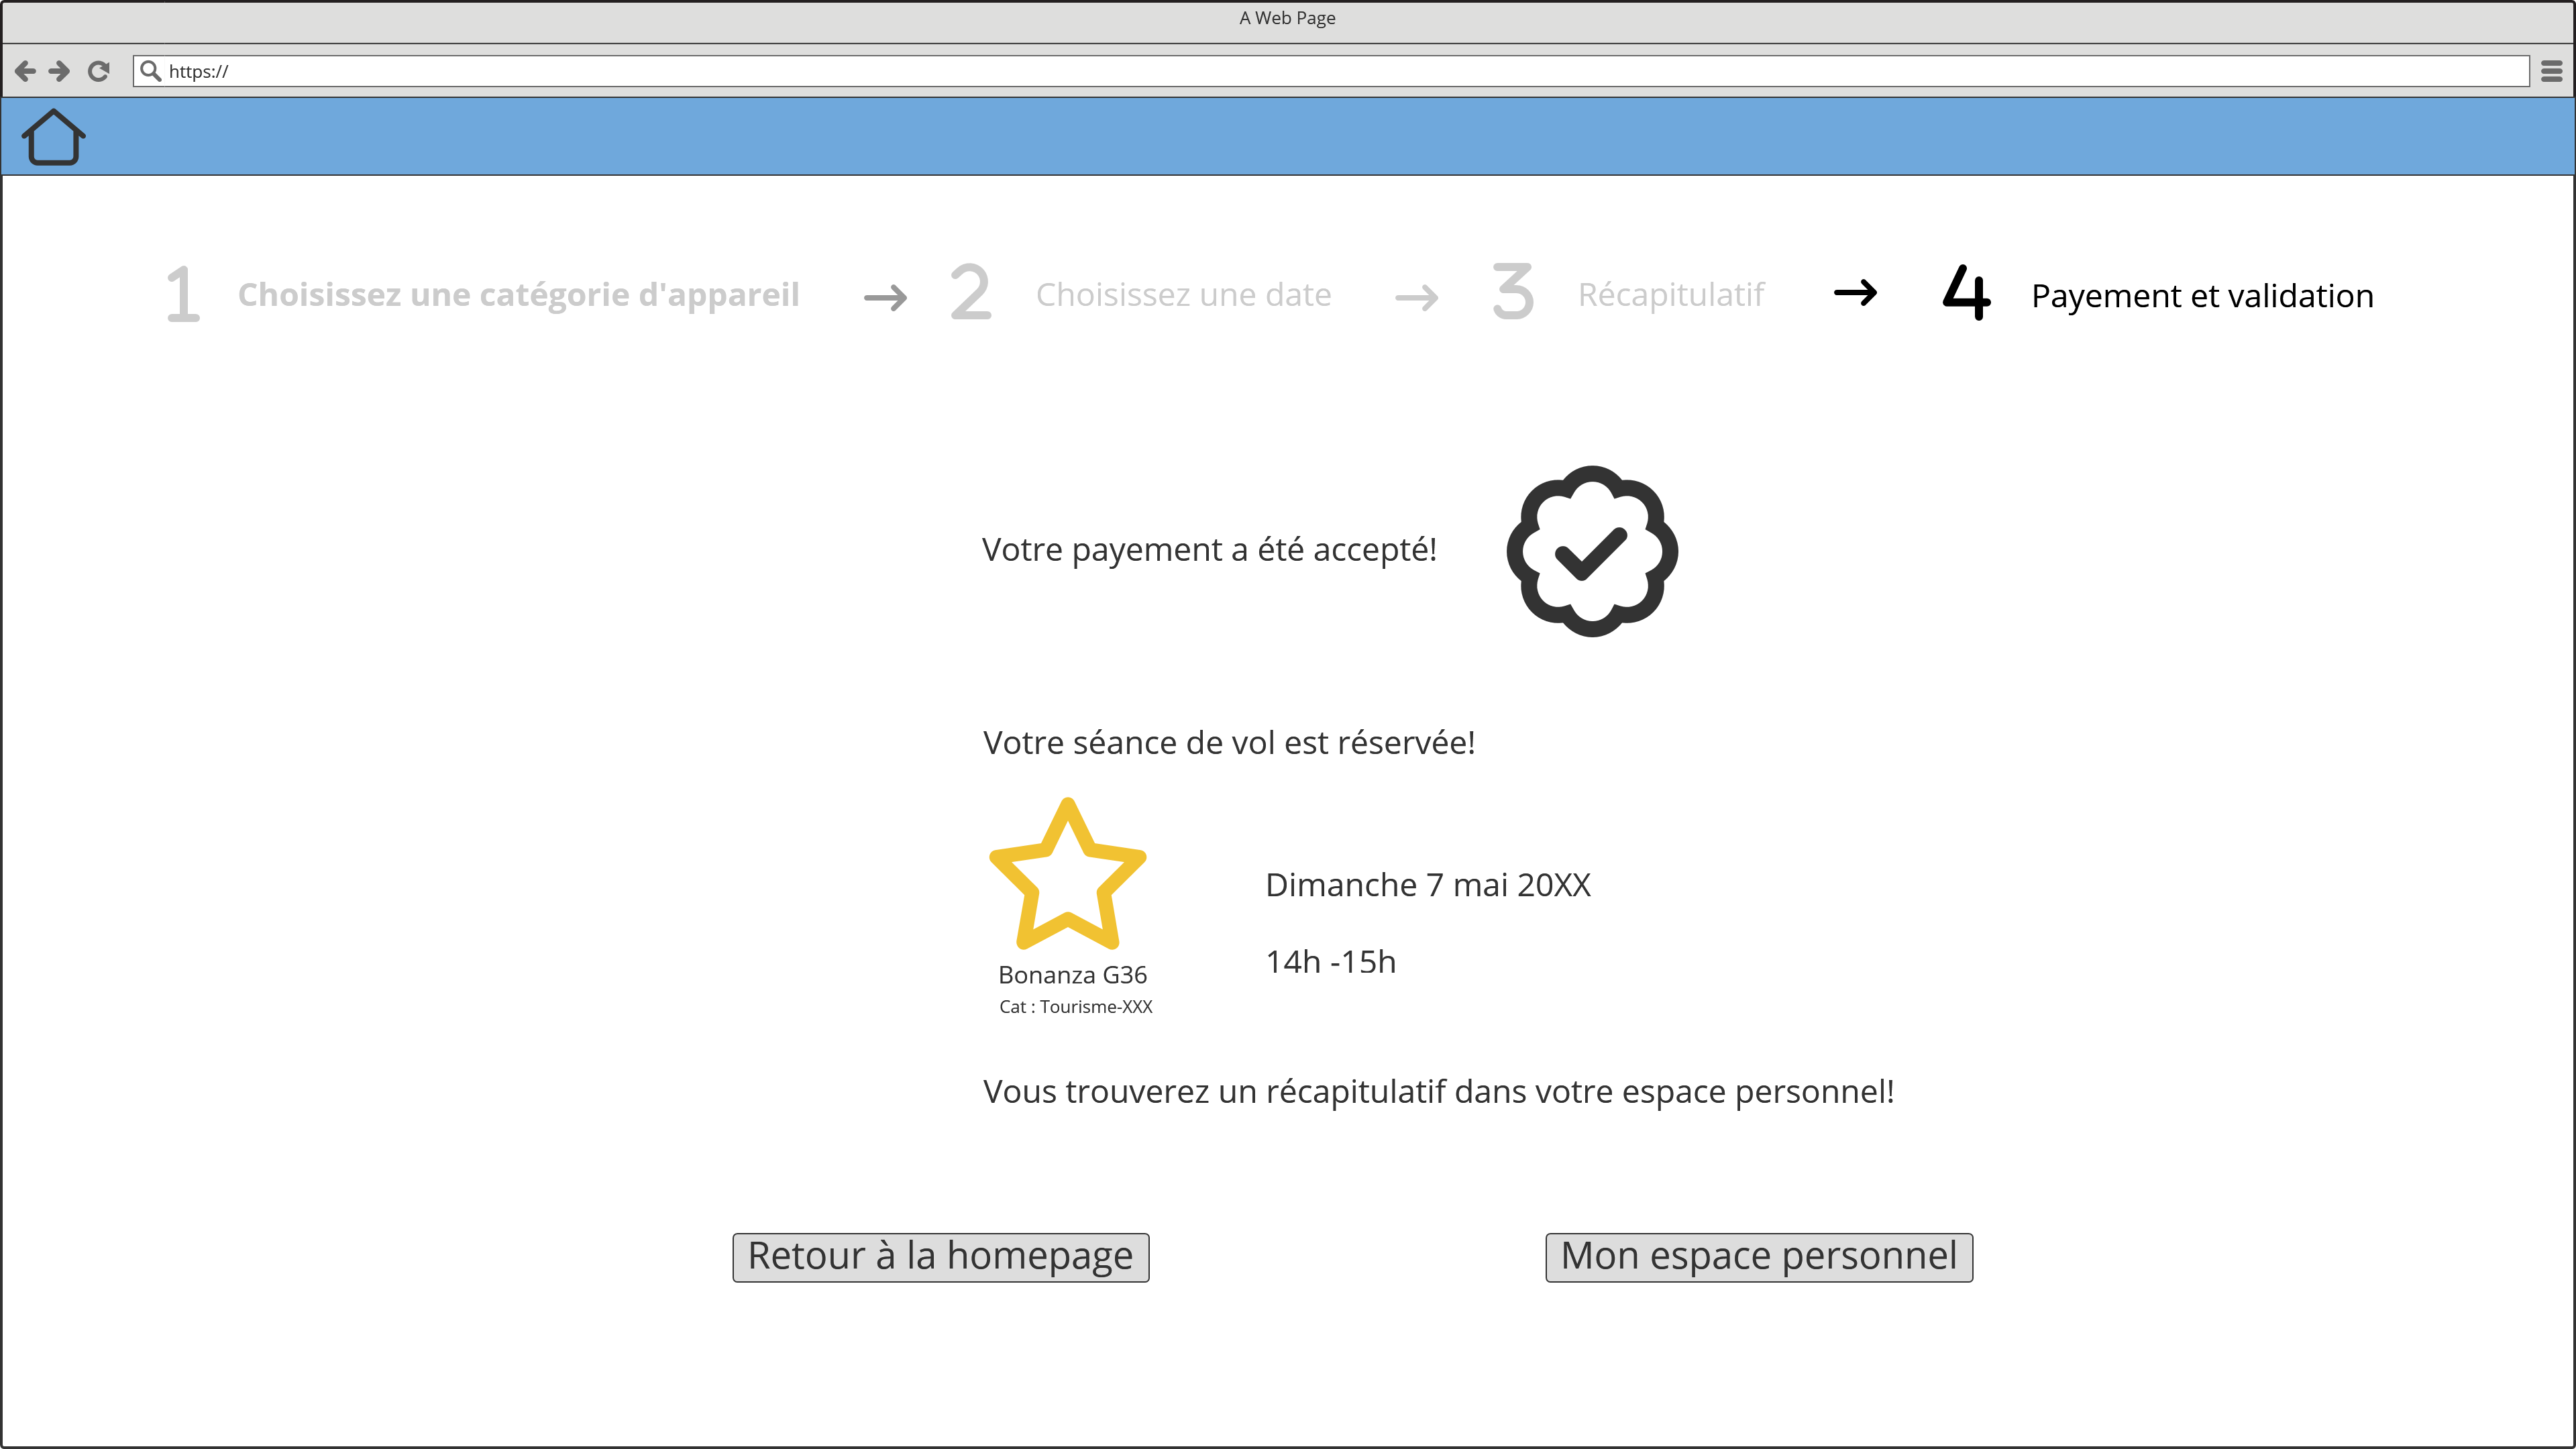 A Web Page
https://
1 Choisissez une catégorie d'appareil → 2 Choisissez une date → 3 Récapitulatif → 4 Payement et validation
Votre payement a été accepté!
Votre séance de vol est réservée!
Dimanche 7 mai 20XX
14h -15h
Bonanza G36
Cat : Tourisme-XXX
Vous trouverez un récapitulatif dans votre espace personnel!
Retour à la homepage
Mon espace personnel